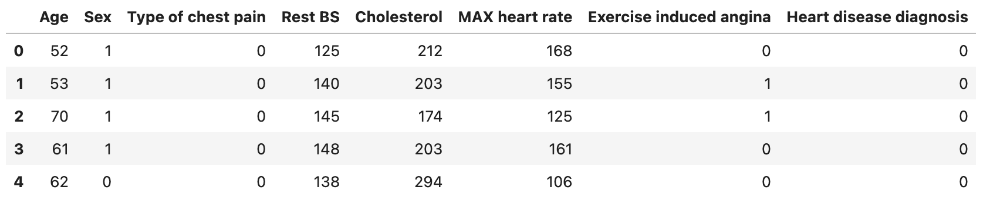 Age Sex Type of chest pain Rest BS Cholesterol MAX heart rate Exercise induced angina Heart disease diagnosis
0 52 1 0 125 212 168 0 0
1 53 1 0 140 203 155 1 0
2 70 1 0 145 174 125 1 0
3 61 1 0 148 203 161 0 0
4 62 0 0 138 294 106 0 0